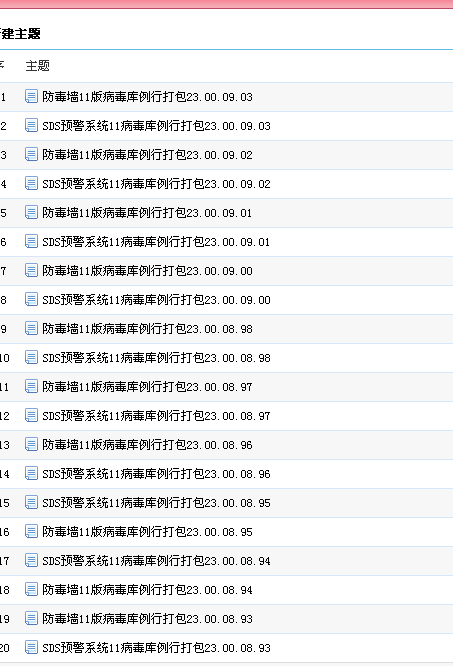 建主题
序 主题
1 防毒墙11版病毒库例行打包23.00.09.03
2 SDS预警系统11病毒库例行打包23.00.09.03
3 防毒墙11版病毒库例行打包23.00.09.02
4 SDS预警系统11病毒库例行打包23.00.09.02
5 防毒墙11版病毒库例行打包23.00.09.01
6 SDS预警系统11病毒库例行打包23.00.09.01
7 防毒墙11版病毒库例行打包23.00.09.00
8 SDS预警系统11病毒库例行打包23.00.09.00
9 防毒墙11版病毒库例行打包23.00.08.98
10 SDS预警系统11病毒库例行打包23.00.08.98
11 防毒墙11版病毒库例行打包23.00.08.97
12 SDS预警系统11病毒库例行打包23.00.08.97
13 防毒墙11版病毒库例行打包23.00.08.96
14 SDS预警系统11病毒库例行打包23.00.08.96
15 SDS预警系统11病毒库例行打包23.00.08.95
16 防毒墙11版病毒库例行打包23.00.08.95
17 SDS预警系统11病毒库例行打包23.00.08.94
18 防毒墙11版病毒库例行打包23.00.08.94
19 防毒墙11版病毒库例行打包23.00.08.93
20 SDS预警系统11病毒库例行打包23.00.08.93